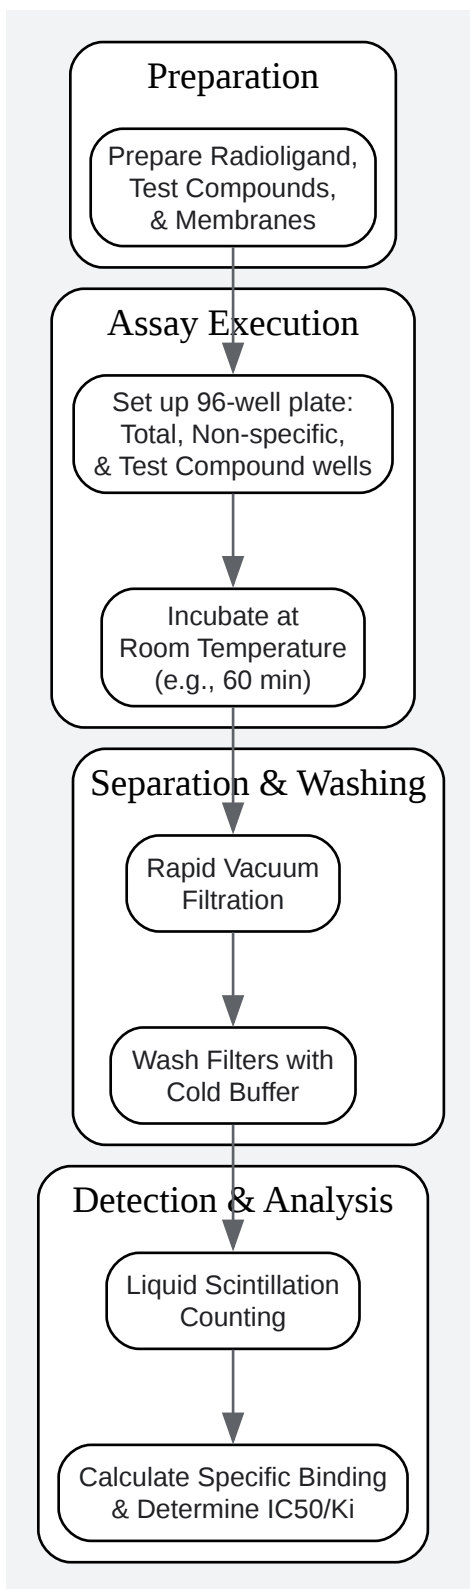 Preparation
Prepare Radioligand,
Test Compounds,
& Membranes
Assay Execution
Set up 96-well plate:
Total, Non-specific,
& Test Compound wells
Incubate at
Room Temperature
(e.g., 60 min)
Separation & Washing
Rapid Vacuum
Filtration
Wash Filters with
Cold Buffer
Detection & Analysis
Liquid Scintillation
Counting
Calculate Specific Binding
& Determine IC50/Ki